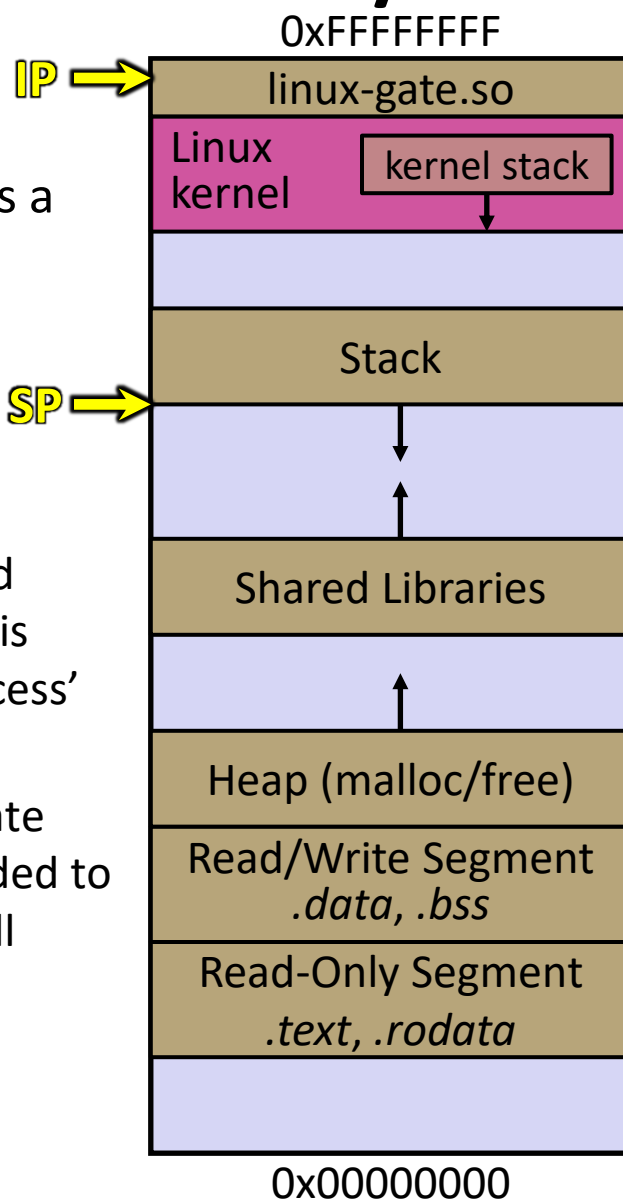 0xFFFFFFFF
IP
linux-gate.so
Linux
kernel
kernel stack
s a
Stack
SP
d
Shared Libraries
is
cess’
Heap (malloc/free)
ate
Read/Write Segment
ded to
.data, .bss
ll
Read-Only Segment
.text, .rodata
0x00000000